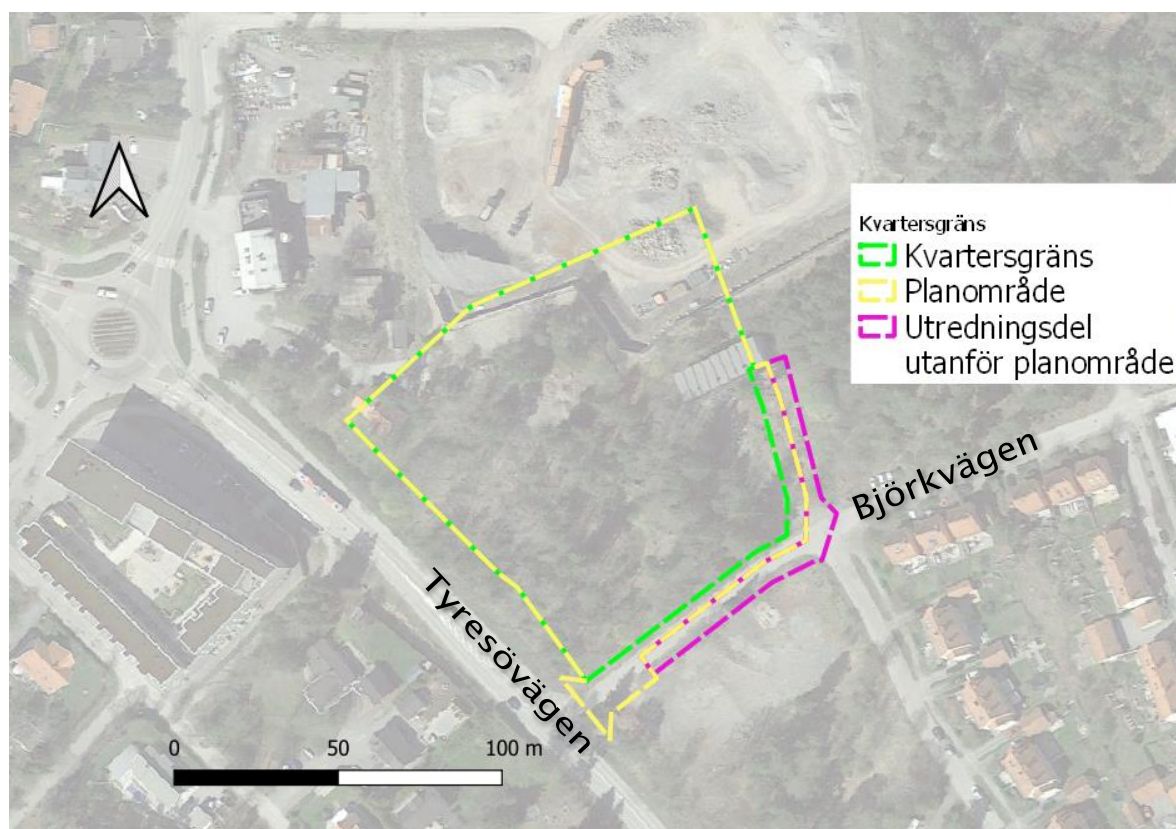 Kvartersgräns
Kvartersgräns
Planområde
Utredningsdel
utanför planområde
Björkvägen
Tyresövägen
0 50 100 m